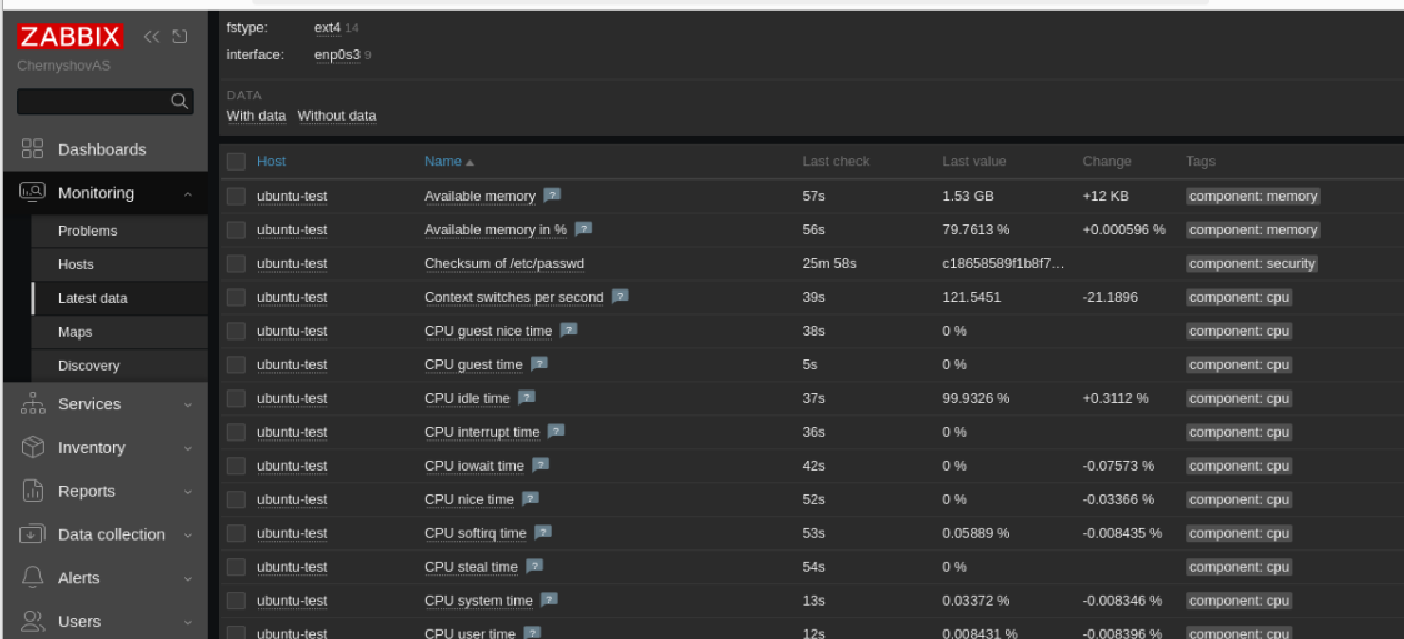 ZABBIX
ChernyshovAS
Dashboards
Monitoring
Problems
Hosts
Latest data
Maps
Discovery
Services
Inventory
Reports
Data collection
Alerts
Users
fstype: ext4 14
interface: enp0s3 9
DATA
With data Without data
Host Name Last check Last value Change Tags
ubuntu-test Available memory ? 57s 1.53 GB +12 KB component: memory
ubuntu-test Available memory in % ? 56s 79.7613 % +0.000596 % component: memory
ubuntu-test Checksum of /etc/passwd 25m 58s c18658589f1b8f7... component: security
ubuntu-test Context switches per second ? 39s 121.5451 -21.1896 component: cpu
ubuntu-test CPU guest nice time ? 38s 0 % component: cpu
ubuntu-test CPU guest time ? 5s 0 % component: cpu
ubuntu-test CPU idle time ? 37s 99.9326 % +0.3112 % component: cpu
ubuntu-test CPU interrupt time ? 36s 0 % component: cpu
ubuntu-test CPU iowait time ? 42s 0 % -0.07573 % component: cpu
ubuntu-test CPU nice time ? 52s 0 % -0.03366 % component: cpu
ubuntu-test CPU softirq time ? 53s 0.05889 % -0.008435 % component: cpu
ubuntu-test CPU steal time ? 54s 0 % component: cpu
ubuntu-test CPU system time ? 13s 0.03372 % -0.008346 % component: cpu
ubuntu-test CPU user time ? 12s 0.008431 % -0.008396 % component: cpu